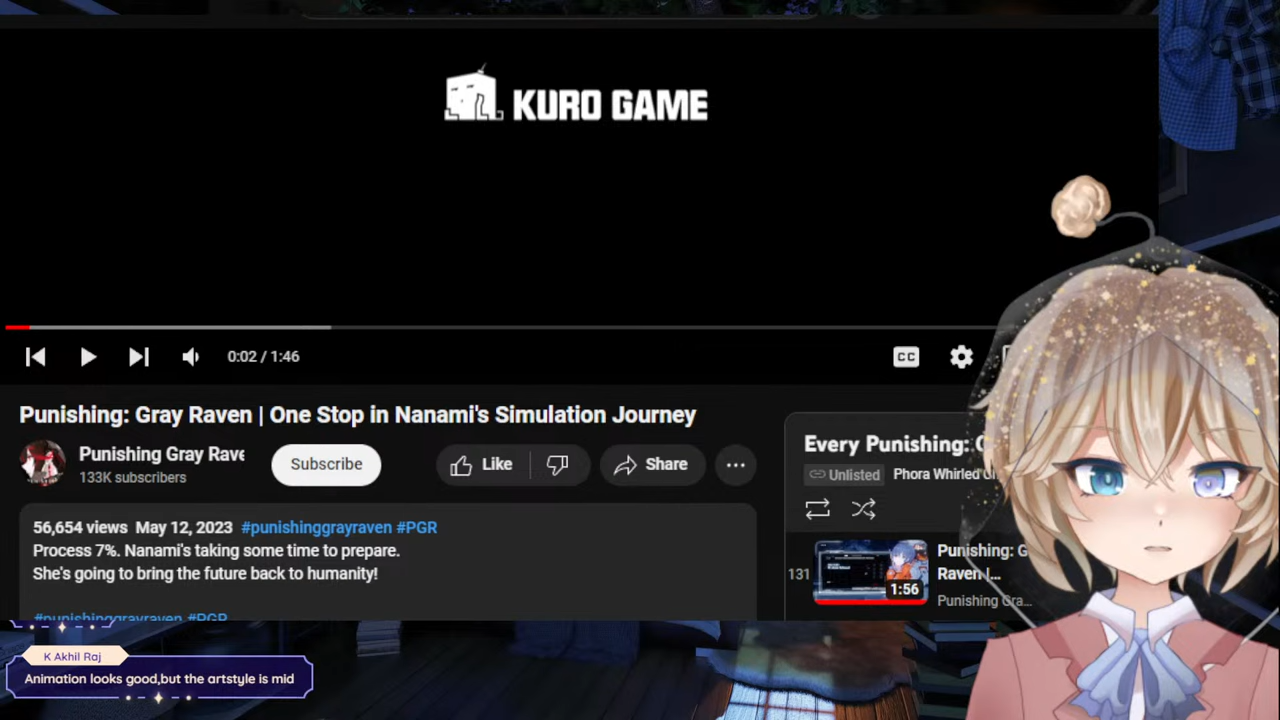 KURO GAME
0:02 / 1:46
CC
Punishing: Gray Raven | One Stop in Nanami's Simulation Journey
Punishing Gray Rave
133K subscribers
Subscribe
Like
Share
56,654 views May 12, 2023 #punishinggrayraven #PGR
Process 7%. Nanami's taking some time to prepare.
She's going to bring the future back to humanity!
#punishinggrayraven #PGR
Every Punishing:
Unlisted
Phora Whirled
131
1:56
Punishing: G
Raven |...
Punishing Gra...
K Akhil Raj
Animation looks good,but the artstyle is mid